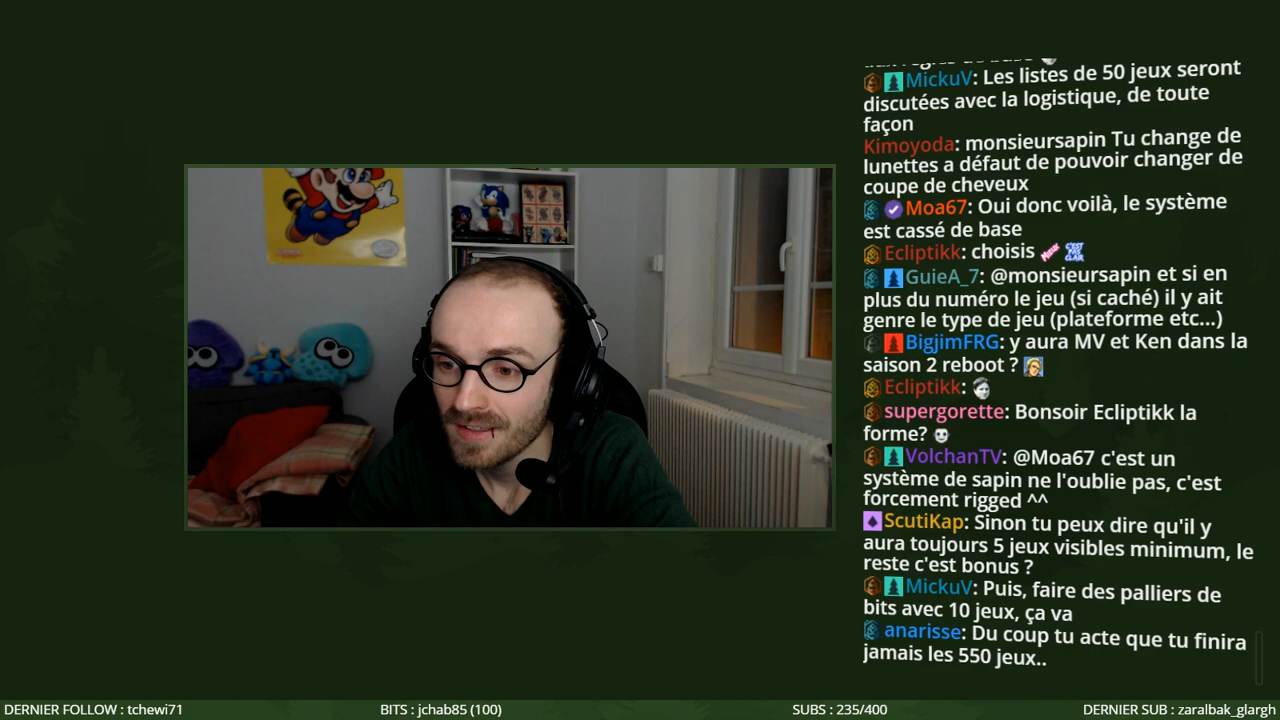 MickuV: Les listes de 50 jeux seront
discutées avec la logistique, de toute
façon
Kimoyoda: monsieursapin Tu change de
lunettes a défaut de pouvoir changer de
coupe de cheveux
Moa67: Oui donc voilà, le système
est cassé de base
Ecliptikk: choisis
GuieA_7: @monsieursapin et si en
plus du numéro le jeu (si caché) il y ait
genre le type de jeu (plateforme etc...)
BigjimFRG: y aura MV et Ken dans la
saison 2 reboot ?
Ecliptikk:
supergorette: Bonsoir Ecliptikk la
forme?
VolchanTV: @Moa67 c'est un
système de sapin ne l'oublie pas, c'est
forcement rigged ^^
ScutiKap: Sinon tu peux dire qu'il y
aura toujours 5 jeux visibles minimum, le
reste c'est bonus ?
MickuV: Puis, faire des palliers de
bits avec 10 jeux, ça va
anarisse: Du coup tu acte que tu finira
jamais les 550 jeux..
DERNIER FOLLOW : tchewi71
BITS : jchab85 (100)
SUBS : 235/400
DERNIER SUB : zaralbak_glargh